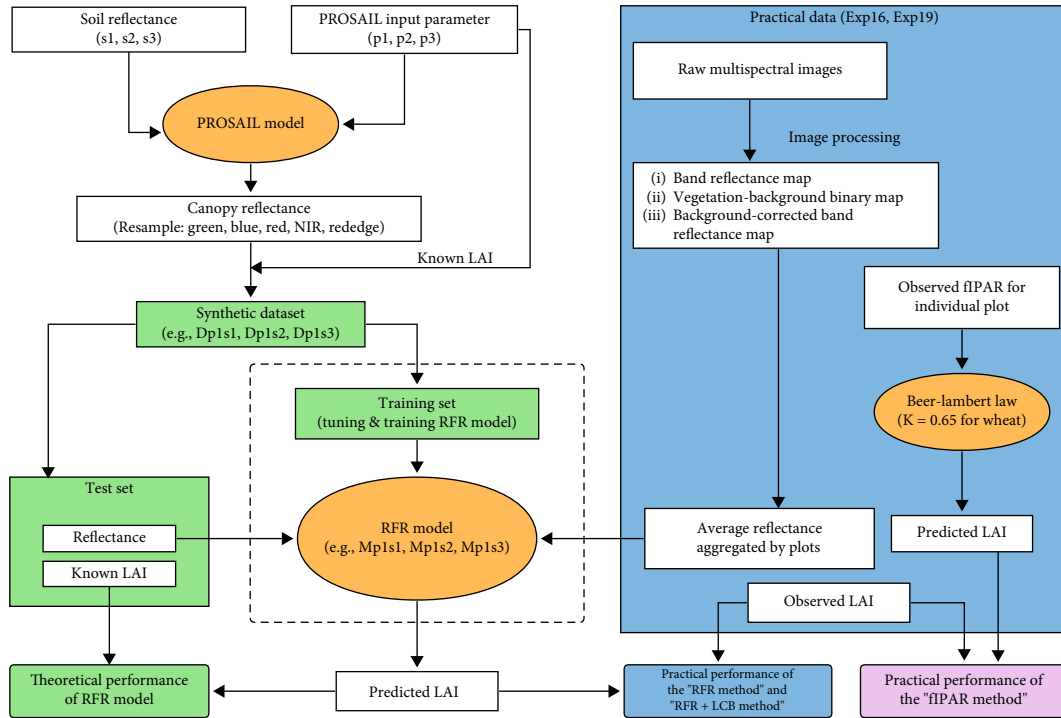 Soil reflectance
(s1, s2, s3)
PROSAIL input parameter
(p1, p2, p3)
PROSAIL model
Canopy reflectance
(Resample: green, blue, red, NIR, rededge)
Known LAI
Synthetic dataset
(e.g., Dp1s1, Dp1s2, Dp1s3)
Training set
(tuning & training RFR model)
Test set
Reflectance
Known LAI
RFR model
(e.g., Mp1s1, Mp1s2, Mp1s3)
Theoretical performance
of RFR model
Predicted LAI
Practical data (Exp16, Exp19)
Raw multispectral images
Image processing
(i) Band reflectance map
(ii) Vegetation-background binary map
(iii) Background-corrected band
reflectance map
Observed fIPAR for
individual plot
Beer-lambert law
(K = 0.65 for wheat)
Average reflectance
aggregated by plots
Predicted LAI
Observed LAI
Practical performance of
the "RFR method" and
"RFR + LCB method"
Practical performance of
the "fIPAR method"